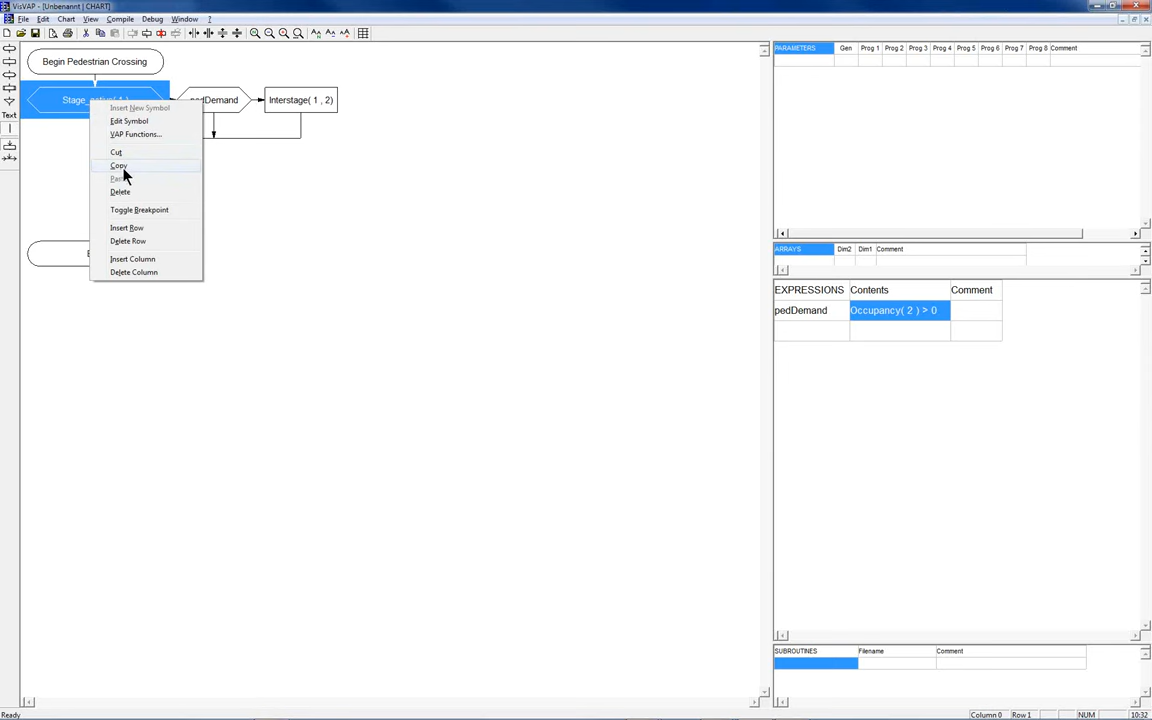 VisVAP - [Unbenannt | CHART]
File Edit Chart View Compile Debug Window ?
Begin Pedestrian Crossing
Text
pedDemand
Interstage( 1 , 2)
Insert New Symbol
Edit Symbol
VAP Functions...
Cut
Copy
Delete
Toggle Breakpoint
Insert Row
Delete Row
Insert Column
Delete Column
PARAMETERS Gen Prog 1 Prog 2 Prog 3 Prog 4 Prog 5 Prog 6 Prog 7 Prog 8 Comment
ARRAYS Dim2 Dim1 Comment
EXPRESSIONS Contents Comment
pedDemand Occupancy( 2 ) > 0
SUBROUTINES Filename Comment
Ready
Column 0 Row 1 NUM 10:32